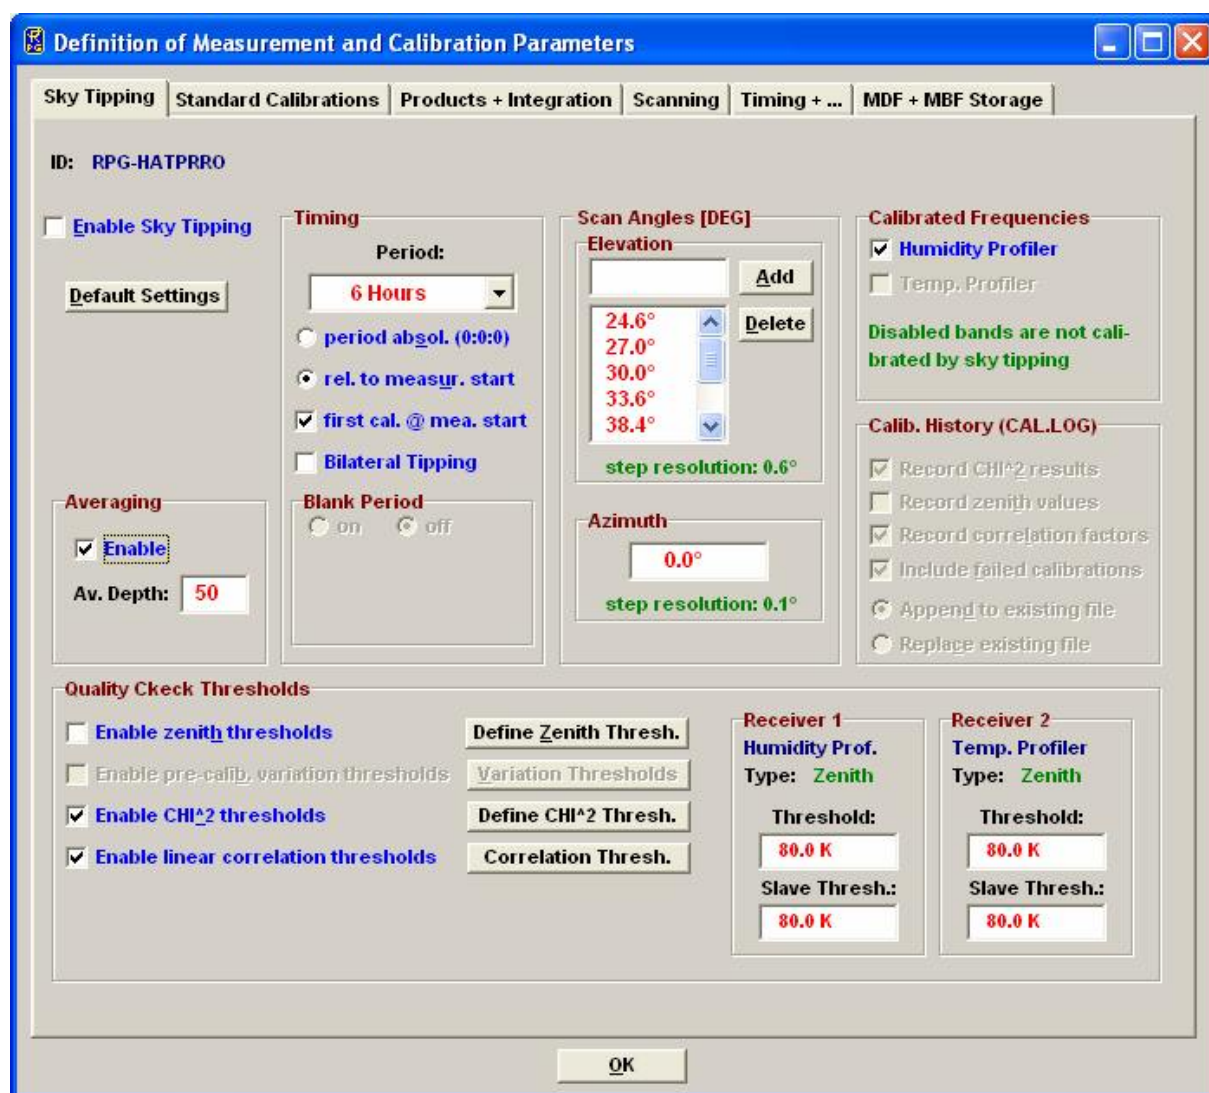 Definition of Measurement and Calibration Parameters
Sky Tipping
Standard Calibrations
Products + Integration
Scanning
Timing + ...
MDF + MBF Storage
ID: RPG-HATPRRO
Enable Sky Tipping
Default Settings
Timing
Period:
6 Hours
period absol. (0:0:0)
rel. to measur. start
first cal. @ mea. start
Bilateral Tipping
Averaging
Enable
Av. Depth: 50
Blank Period
on off
Scan Angles [DEG]
Elevation
Add
Delete
24.6°
27.0°
30.0°
33.6°
38.4°
step resolution: 0.6°
Azimuth
0.0°
step resolution: 0.1°
Calibrated Frequencies
Humidity Profiler
Temp. Profiler
Disabled bands are not cali-
brated by sky tipping
Calib. History (CAL.LOG)
Record CHI^2 results
Record zenith values
Record correlation factors
Include failed calibrations
Append to existing file
Replace existing file
Quality Ckeck Thresholds
Enable zenith thresholds
Define Zenith Thresh.
Enable pre-calib. variation thresholds
Variation Thresholds
Enable CHI^2 thresholds
Define CHI^2 Thresh.
Enable linear correlation thresholds
Correlation Thresh.
Receiver 1
Humidity Prof.
Type: Zenith
Threshold:
80.0 K
Slave Thresh.:
80.0 K
Receiver 2
Temp. Profiler
Type: Zenith
Threshold:
80.0 K
Slave Thresh.:
80.0 K
OK